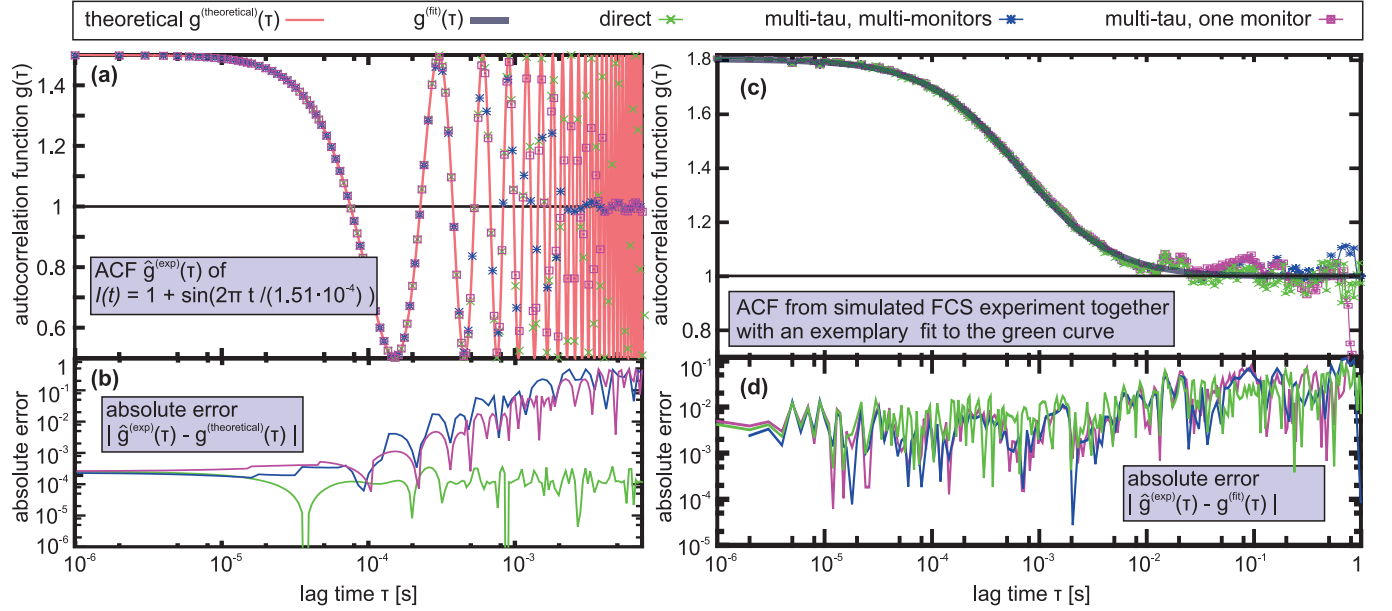 theoretical g(theoretical)(τ) g(fit)(τ) direct multi-tau, multi-monitors multi-tau, one monitor
autocorrelation function g(τ)
1.4
1.2
1
0.8
0.6
(a)
ACF ĝ(exp)(τ) of
I(t) = 1 + sin(2π t /(1.51·10-4) )
absolute error
1
10-1
10-2
10-3
10-4
10-5
10-6
(b)
absolute error
| ĝ(exp)(τ) - g(theoretical)(τ) |
10-6 10-5 10-4 10-3
lag time τ [s]
autocorrelation function g(τ)
1.8
1.6
1.4
1.2
1
0.8
(c)
ACF from simulated FCS experiment together
with an exemplary fit to the green curve
absolute error
10-1
10-2
10-3
10-4
10-5
(d)
absolute error
| ĝ(exp)(τ) - g(fit)(τ) |
10-6 10-5 10-4 10-3 10-2 10-1 1
lag time τ [s]